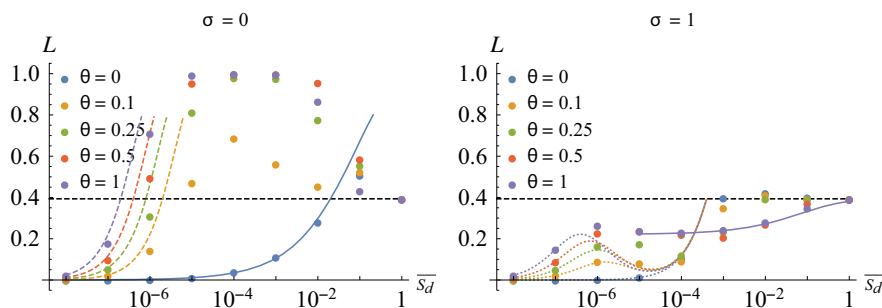 σ = 0
L
1.0
0.8
0.6
0.4
0.2
θ = 0
θ = 0.1
θ = 0.25
θ = 0.5
θ = 1
10⁻⁶
10⁻⁴
10⁻²
1
s̅_d
σ = 1
L
1.0
0.8
0.6
0.4
0.2
θ = 0
θ = 0.1
θ = 0.25
θ = 0.5
θ = 1
10⁻⁶
10⁻⁴
10⁻²
1
s̅_d